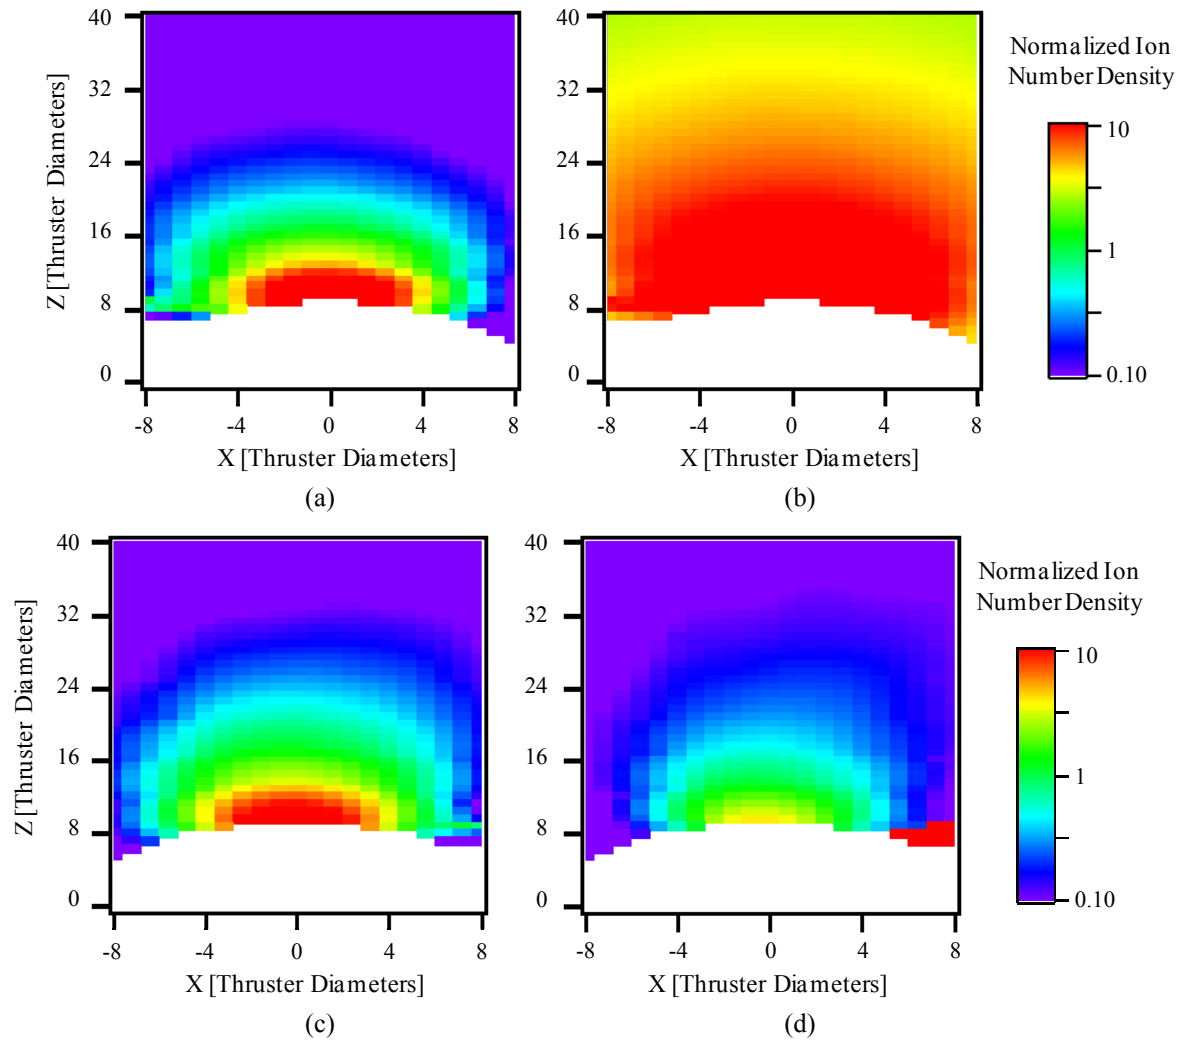 40
32
24
16
8
0
Z [Thruster Diameters]
-8 -4 0 4 8
X [Thruster Diameters]
(a)
40
32
24
16
8
0
-8 -4 0 4 8
X [Thruster Diameters]
(b)
Normalized Ion
Number Density
10
1
0.10
40
32
24
16
8
0
Z [Thruster Diameters]
-8 -4 0 4 8
X [Thruster Diameters]
(c)
40
32
24
16
8
0
-8 -4 0 4 8
X [Thruster Diameters]
(d)
Normalized Ion
Number Density
10
1
0.10